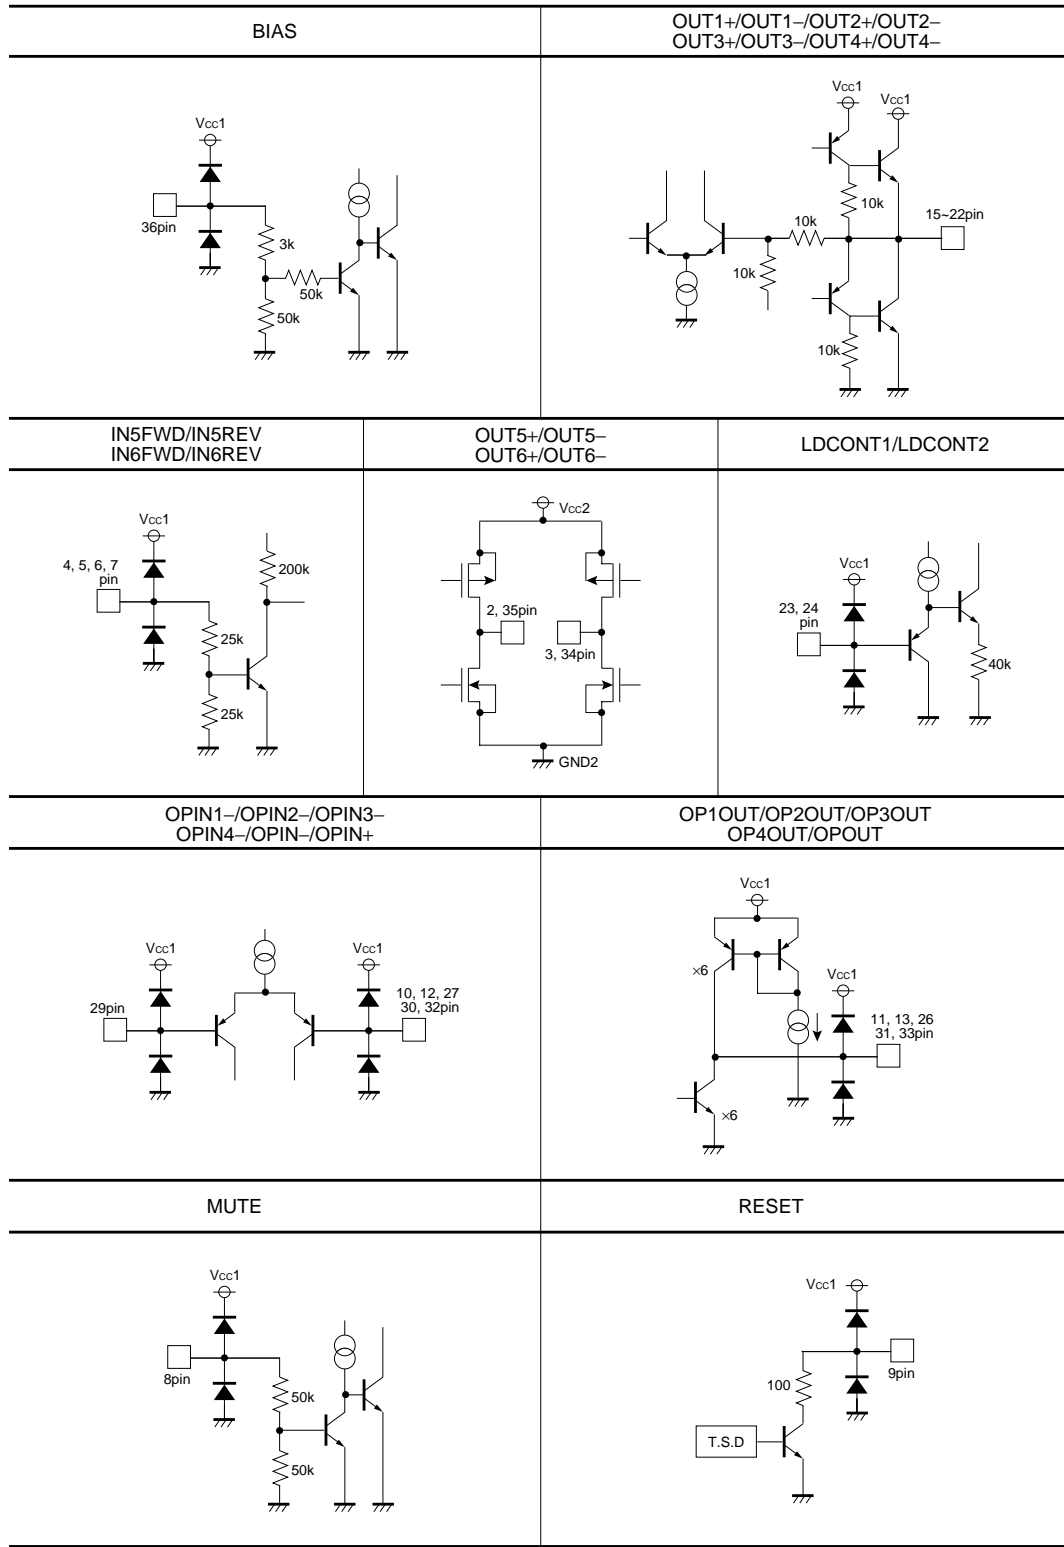 BIAS
OUT1+/OUT1–/OUT2+/OUT2–
OUT3+/OUT3–/OUT4+/OUT4–
Vcc1
36pin
3k
50k
50k
Vcc1
Vcc1
10k
10k
15~22pin
10k
10k
IN5FWD/IN5REV
IN6FWD/IN6REV
OUT5+/OUT5–
OUT6+/OUT6–
LDCONT1/LDCONT2
Vcc1
4, 5, 6, 7
pin
200k
25k
25k
Vcc2
2, 35pin
3, 34pin
GND2
Vcc1
23, 24
pin
40k
OPIN1–/OPIN2–/OPIN3–
OPIN4–/OPIN–/OPIN+
OP1OUT/OP2OUT/OP3OUT
OP4OUT/OPOUT
Vcc1
29pin
Vcc1
10, 12, 27
30, 32pin
Vcc1
×6
Vcc1
11, 13, 26
31, 33pin
×6
MUTE
RESET
Vcc1
8pin
50k
50k
Vcc1
9pin
100
T.S.D